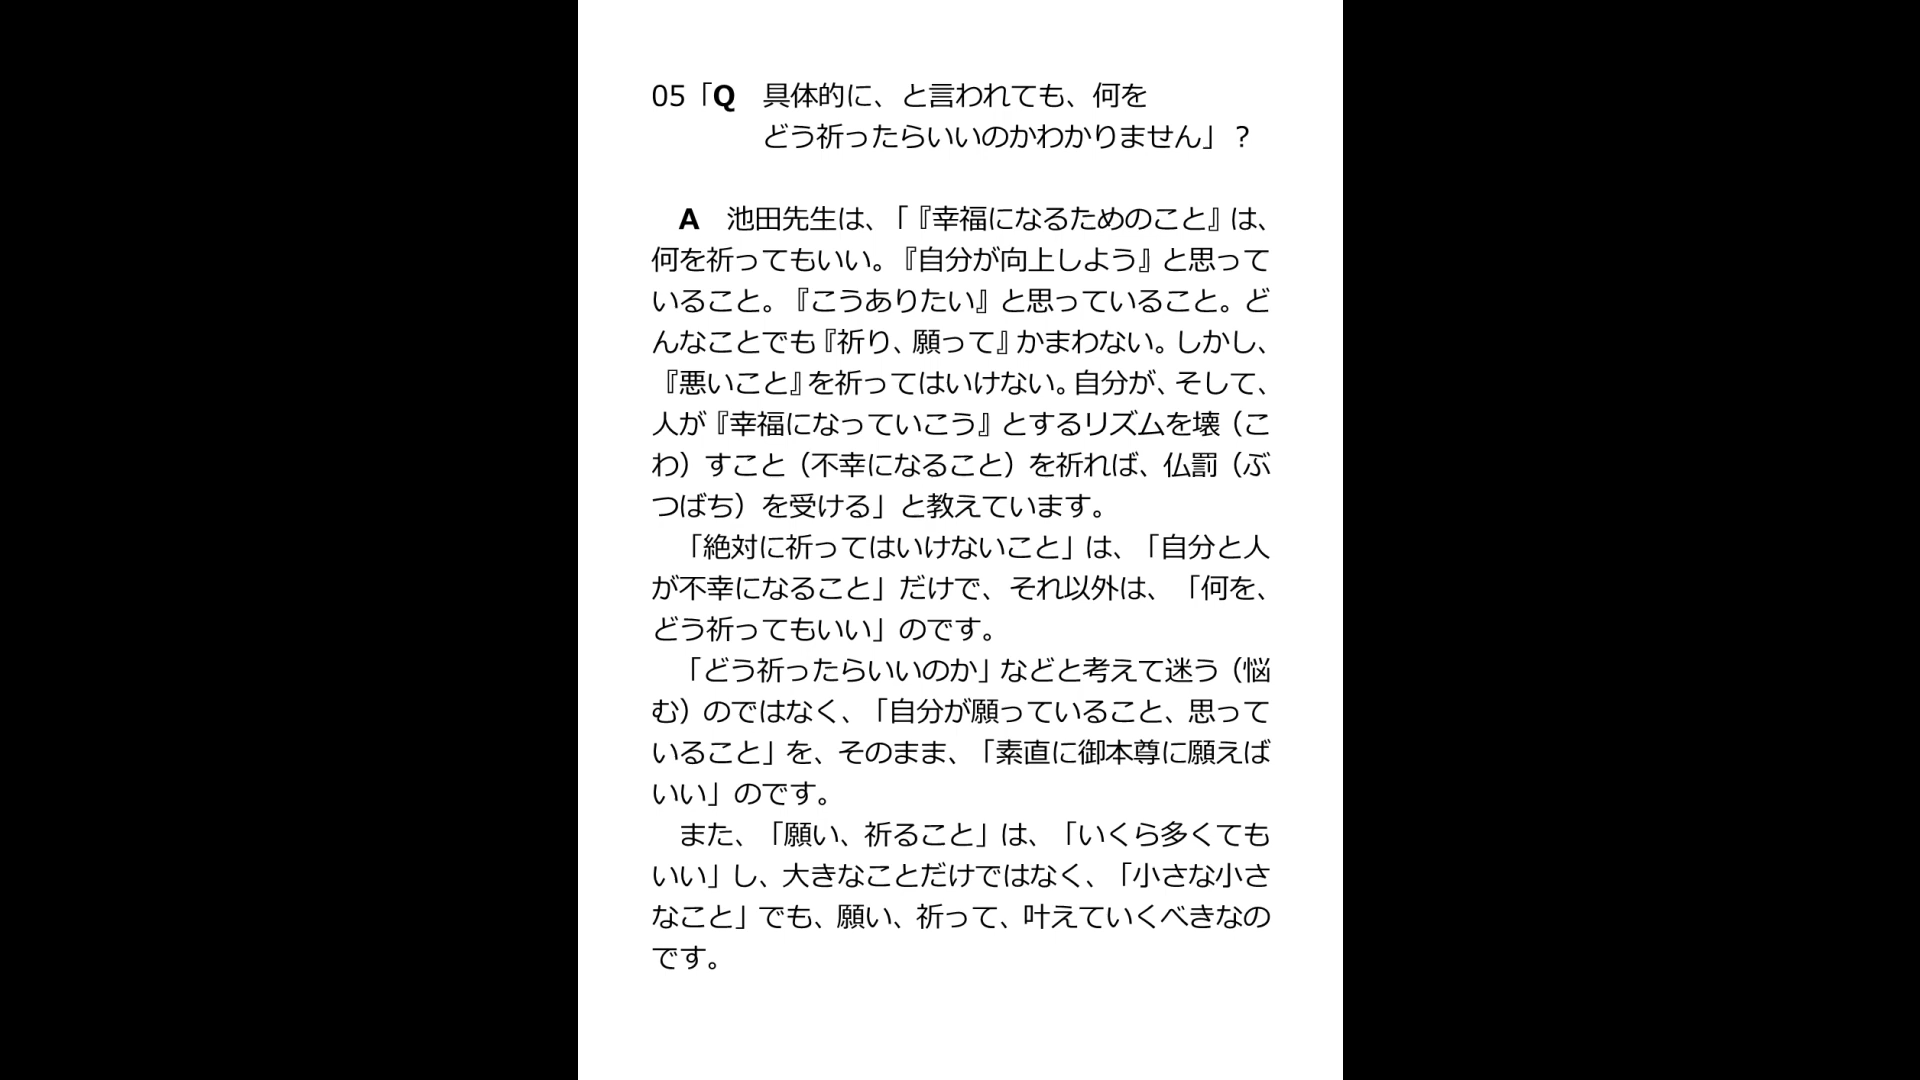 05「Q　具体的に、と言われても、何を
どう祈ったらいいのかわかりません」？
A　池田先生は、「『幸福になるためのこと』は、
何を祈ってもいい。『自分が向上しよう』と思って
いること。『こうありたい』と思っていること。ど
んなことでも『祈り、願って』かまわない。しかし、
『悪いこと』を祈ってはいけない。自分が、そして、
人が『幸福になっていこう』とするリズムを壊（こ
わ）すこと（不幸になること）を祈れば、仏罰（ぶ
つばち）を受ける」と教えています。
「絶対に祈ってはいけないこと」は、「自分と人
が不幸になること」だけで、それ以外は、「何を、
どう祈ってもいい」のです。
「どう祈ったらいいのか」などと考えて迷う（悩
む）のではなく、「自分が願っていること、思って
いること」を、そのまま、「素直に御本尊に願えば
いい」のです。
また、「願い、祈ること」は、「いくら多くても
いい」し、大きなことだけではなく、「小さな小さ
なこと」でも、願い、祈って、叶えていくべきなの
です。